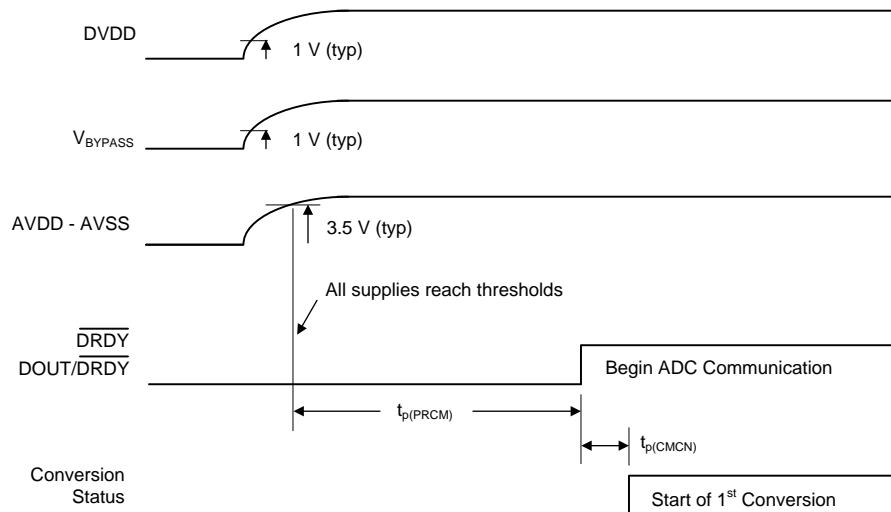 DVDD
1 V (typ)
VBYPASS
1 V (typ)
AVDD - AVSS
3.5 V (typ)
All supplies reach thresholds
DRDY
DOUT/DRDY
Begin ADC Communication
tp(PRCM)
tp(CMCN)
Conversion
Status
Start of 1st Conversion